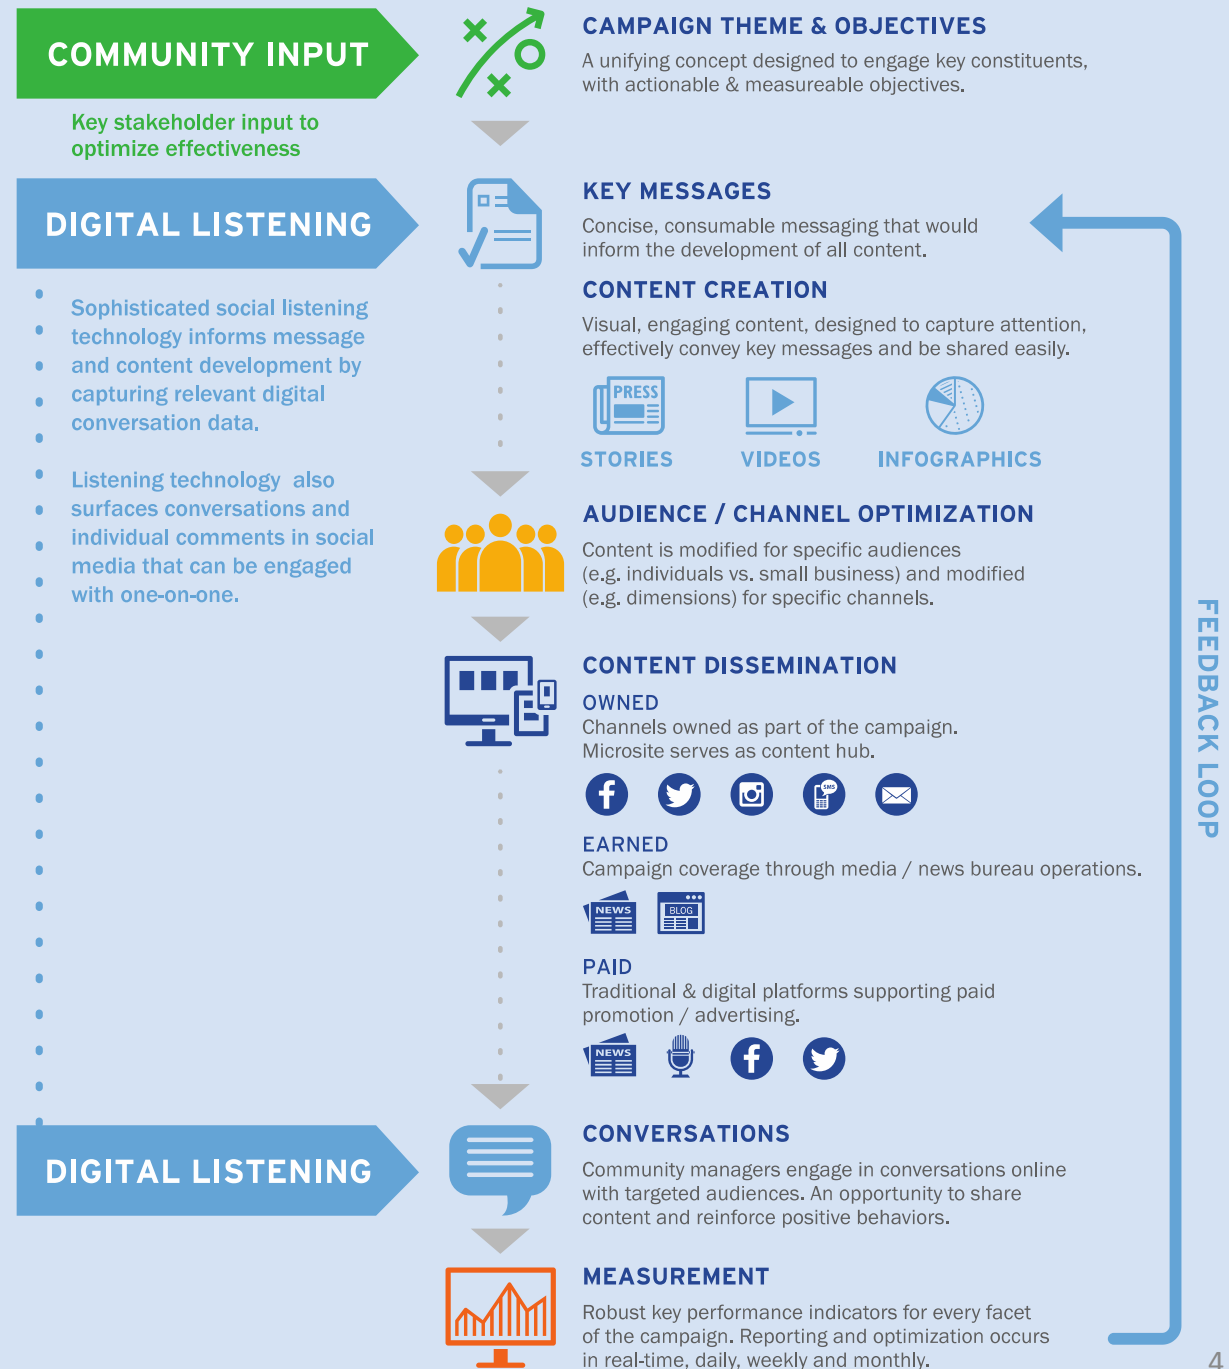 COMMUNITY INPUT
Key stakeholder input to
optimize effectiveness
CAMPAIGN THEME & OBJECTIVES
A unifying concept designed to engage key constituents,
with actionable & measureable objectives.
DIGITAL LISTENING
Sophisticated social listening
technology informs message
and content development by
capturing relevant digital
conversation data.
Listening technology also
surfaces conversations and
individual comments in social
media that can be engaged
with one-on-one.
KEY MESSAGES
Concise, consumable messaging that would
inform the development of all content.
CONTENT CREATION
Visual, engaging content, designed to capture attention,
effectively convey key messages and be shared easily.
PRESS
STORIES
VIDEOS
INFOGRAPHICS
AUDIENCE / CHANNEL OPTIMIZATION
Content is modified for specific audiences
(e.g. individuals vs. small business) and modified
(e.g. dimensions) for specific channels.
CONTENT DISSEMINATION
OWNED
Channels owned as part of the campaign.
Microsite serves as content hub.
SMS
EARNED
Campaign coverage through media / news bureau operations.
NEWS
BLOG
PAID
Traditional & digital platforms supporting paid
promotion / advertising.
NEWS
DIGITAL LISTENING
CONVERSATIONS
Community managers engage in conversations online
with targeted audiences. An opportunity to share
content and reinforce positive behaviors.
MEASUREMENT
Robust key performance indicators for every facet
of the campaign. Reporting and optimization occurs
in real-time, daily, weekly and monthly.
FEEDBACK LOOP
4